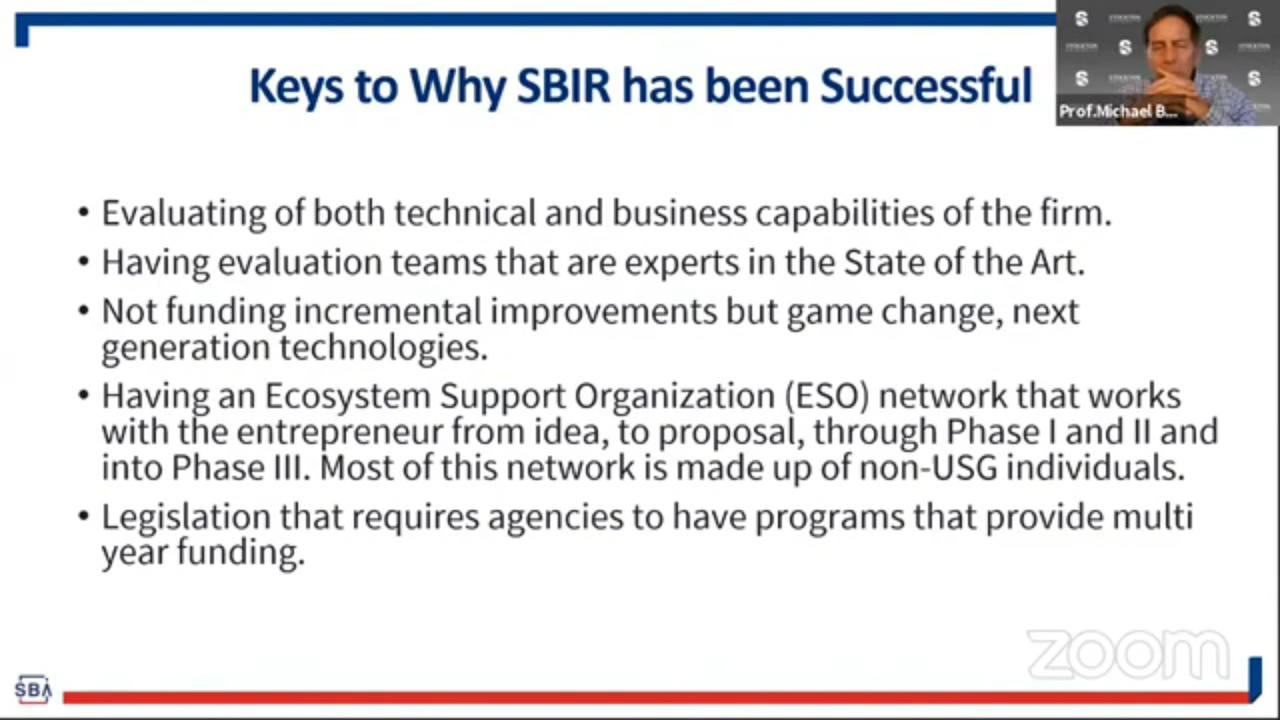 Keys to Why SBIR has been Successful
Prof.Michael B...
• Evaluating of both technical and business capabilities of the firm.
• Having evaluation teams that are experts in the State of the Art.
• Not funding incremental improvements but game change, next
generation technologies.
• Having an Ecosystem Support Organization (ESO) network that works
with the entrepreneur from idea, to proposal, through Phase I and II and
into Phase III. Most of this network is made up of non-USG individuals.
• Legislation that requires agencies to have programs that provide multi
year funding.
zoom
SBA